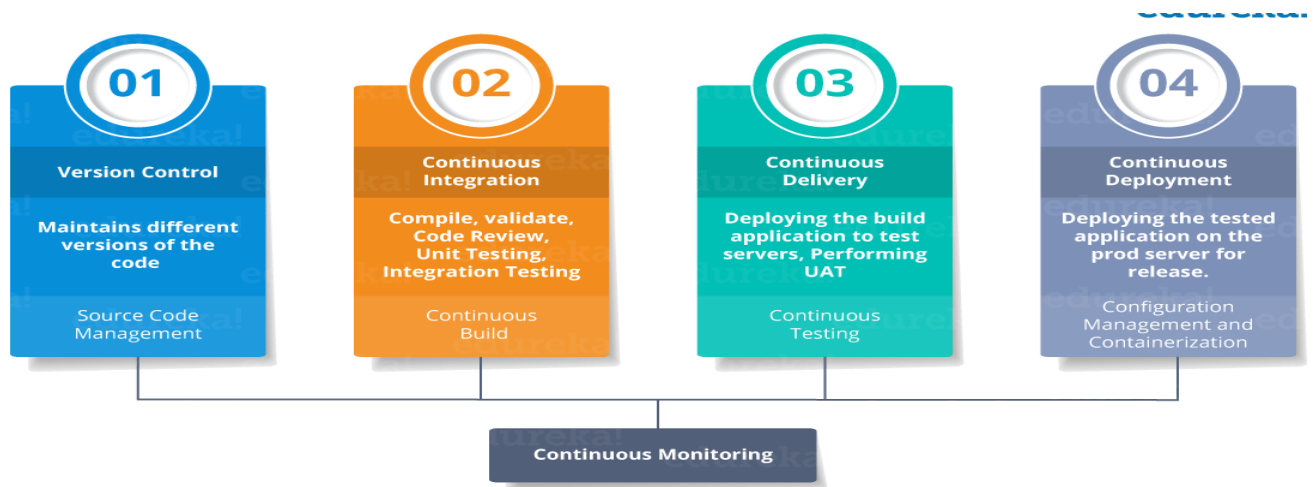 edureka!
01
Version Control
Maintains different
versions of the
code
Source Code
Management
02
Continuous
Integration
Compile, validate,
Code Review,
Unit Testing,
Integration Testing
Continuous
Build
03
Continuous
Delivery
Deploying the build
application to test
servers, Performing
UAT
Continuous
Testing
04
Continuous
Deployment
Deploying the tested
application on the
prod server for
release.
Configuration
Management and
Containerization
Continuous Monitoring